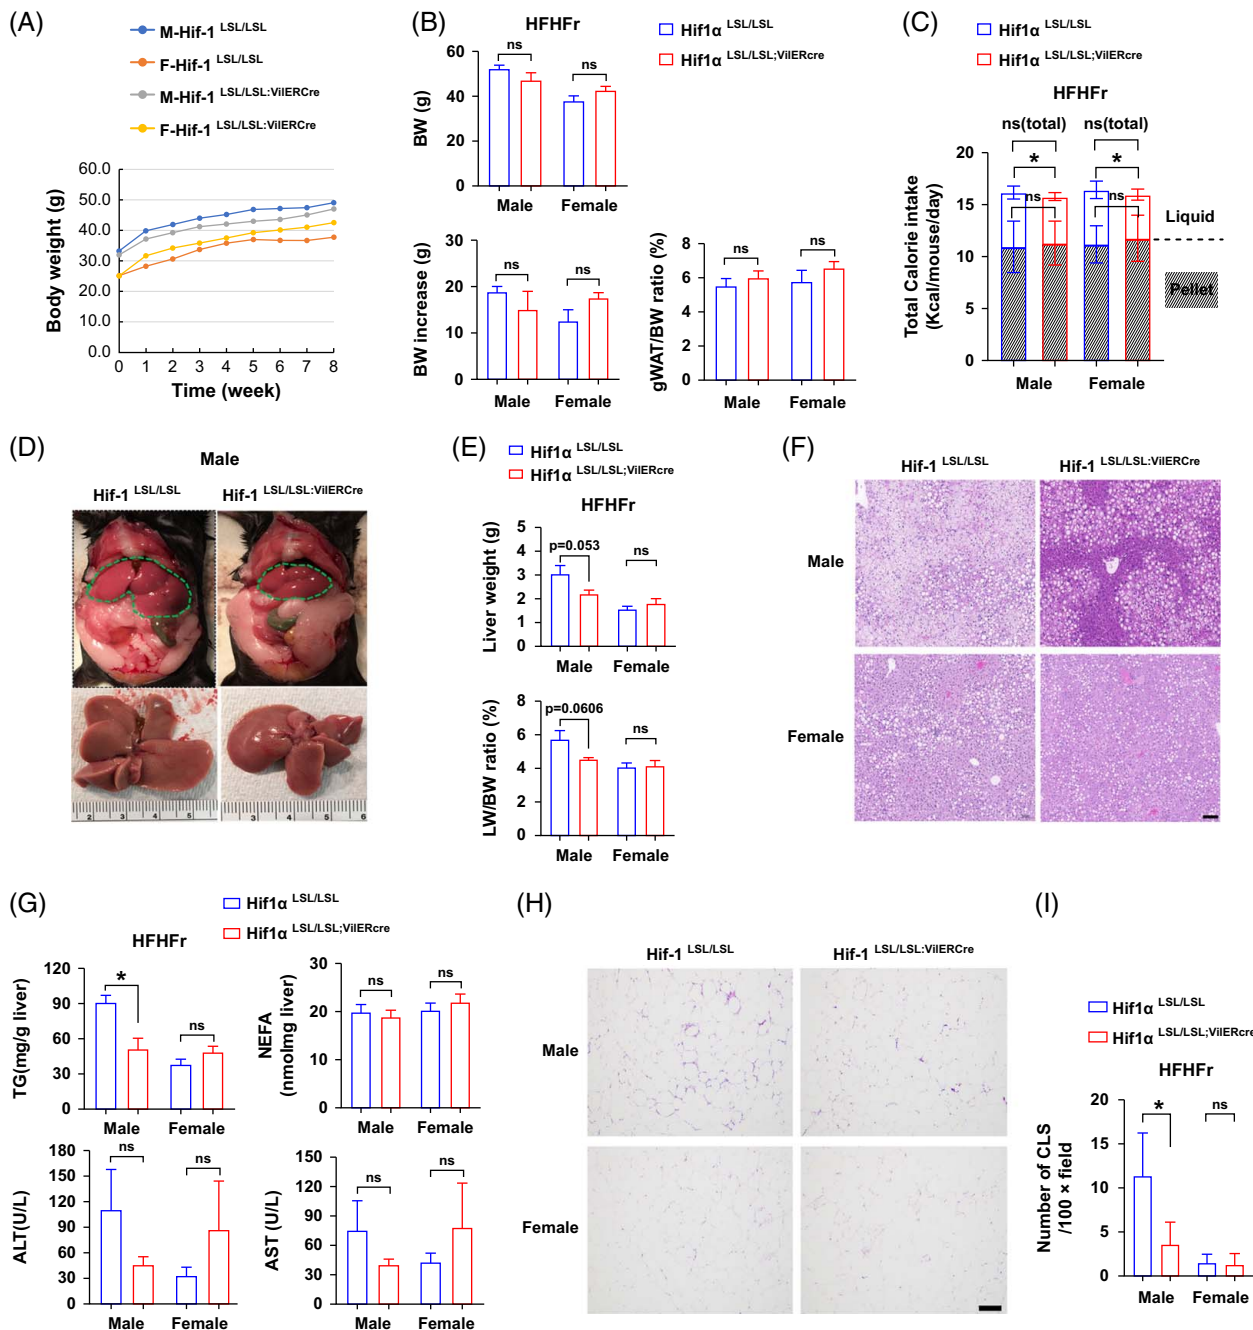 (A)
M-Hif-1 LSL/LSL
F-Hif-1 LSL/LSL
M-Hif-1 LSL/LSL:VilERCre
F-Hif-1 LSL/LSL:VilERCre
Body weight (g)
60.0
50.0
40.0
30.0
20.0
10.0
0.0
0 1 2 3 4 5 6 7 8
Time (week)
(B)
HFHFr
Hif1α LSL/LSL
Hif1α LSL/LSL;VilERcre
BW (g)
60
40
20
0
ns
ns
Male Female
BW increase (g)
30
20
10
0
ns
ns
Male Female
gWAT/BW ratio (%)
8
6
4
2
0
ns
ns
Male Female
(C)
Hif1α LSL/LSL
Hif1α LSL/LSL;VilERcre
HFHFr
ns(total) ns(total)
Total Calorie intake
(Kcal/mouse/day)
20
15
10
5
0
* *
ns ns
Liquid
Pellet
Male Female
(D)
Male
Hif-1 LSL/LSL
Hif-1 LSL/LSL:VilERCre
2 3 4 5
3 4 5 6
(E)
Hif1α LSL/LSL
Hif1α LSL/LSL;VilERcre
HFHFr
Liver weight (g)
5
4
3
2
1
0
p=0.053
ns
Male Female
LW/BW ratio (%)
8
6
4
2
0
p=0.0606
ns
Male Female
(F)
Hif-1 LSL/LSL
Hif-1 LSL/LSL:VilERCre
Male
Female
(G)
Hif1α LSL/LSL
Hif1α LSL/LSL;VilERcre
HFHFr
TG(mg/g liver)
120
90
60
30
0
*
ns
Male Female
NEFA
(nmolmg liver)
30
20
10
0
ns
ns
Male Female
ALT(U/L)
180
150
120
90
60
30
0
ns
ns
Male Female
AST (U/L)
150
120
90
60
30
0
ns
ns
Male Female
(H)
Hif-1 LSL/LSL
Hif-1 LSL/LSL:VilERCre
Male
Female
(I)
Hif1α LSL/LSL
Hif1α LSL/LSL;VilERcre
HFHFr
Number of CLS
/100 × field
20
15
10
5
0
*
ns
Male Female